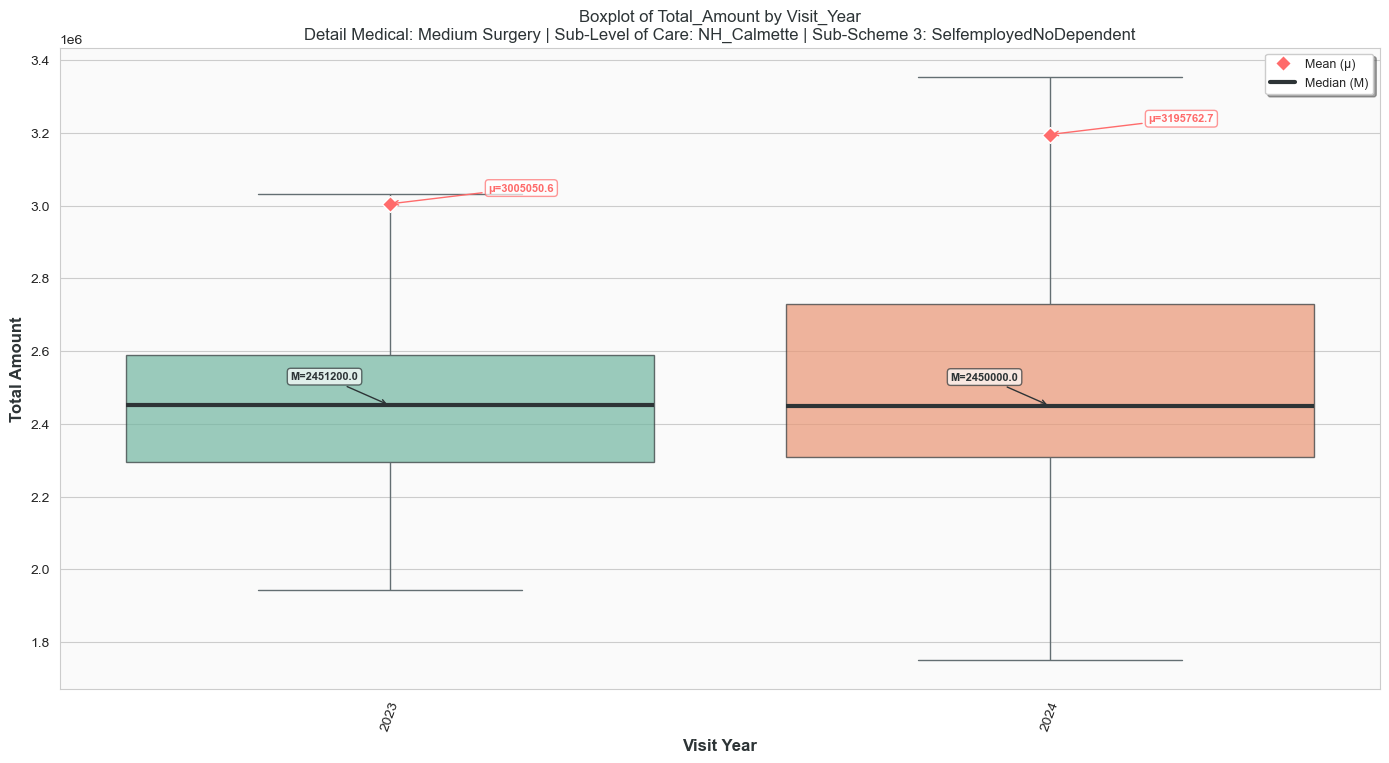 Boxplot of Total_Amount by Visit_Year
Detail Medical: Medium Surgery | Sub-Level of Care: NH_Calmette | Sub-Scheme 3: SelfemployedNoDependent
1e6
3.4
3.2
3.0
2.8
2.6
2.4
2.2
2.0
1.8
Total Amount
Mean (μ)
Median (M)
μ=3005050.6
μ=3195762.7
M=2451200.0
M=2450000.0
2023
2024
Visit Year